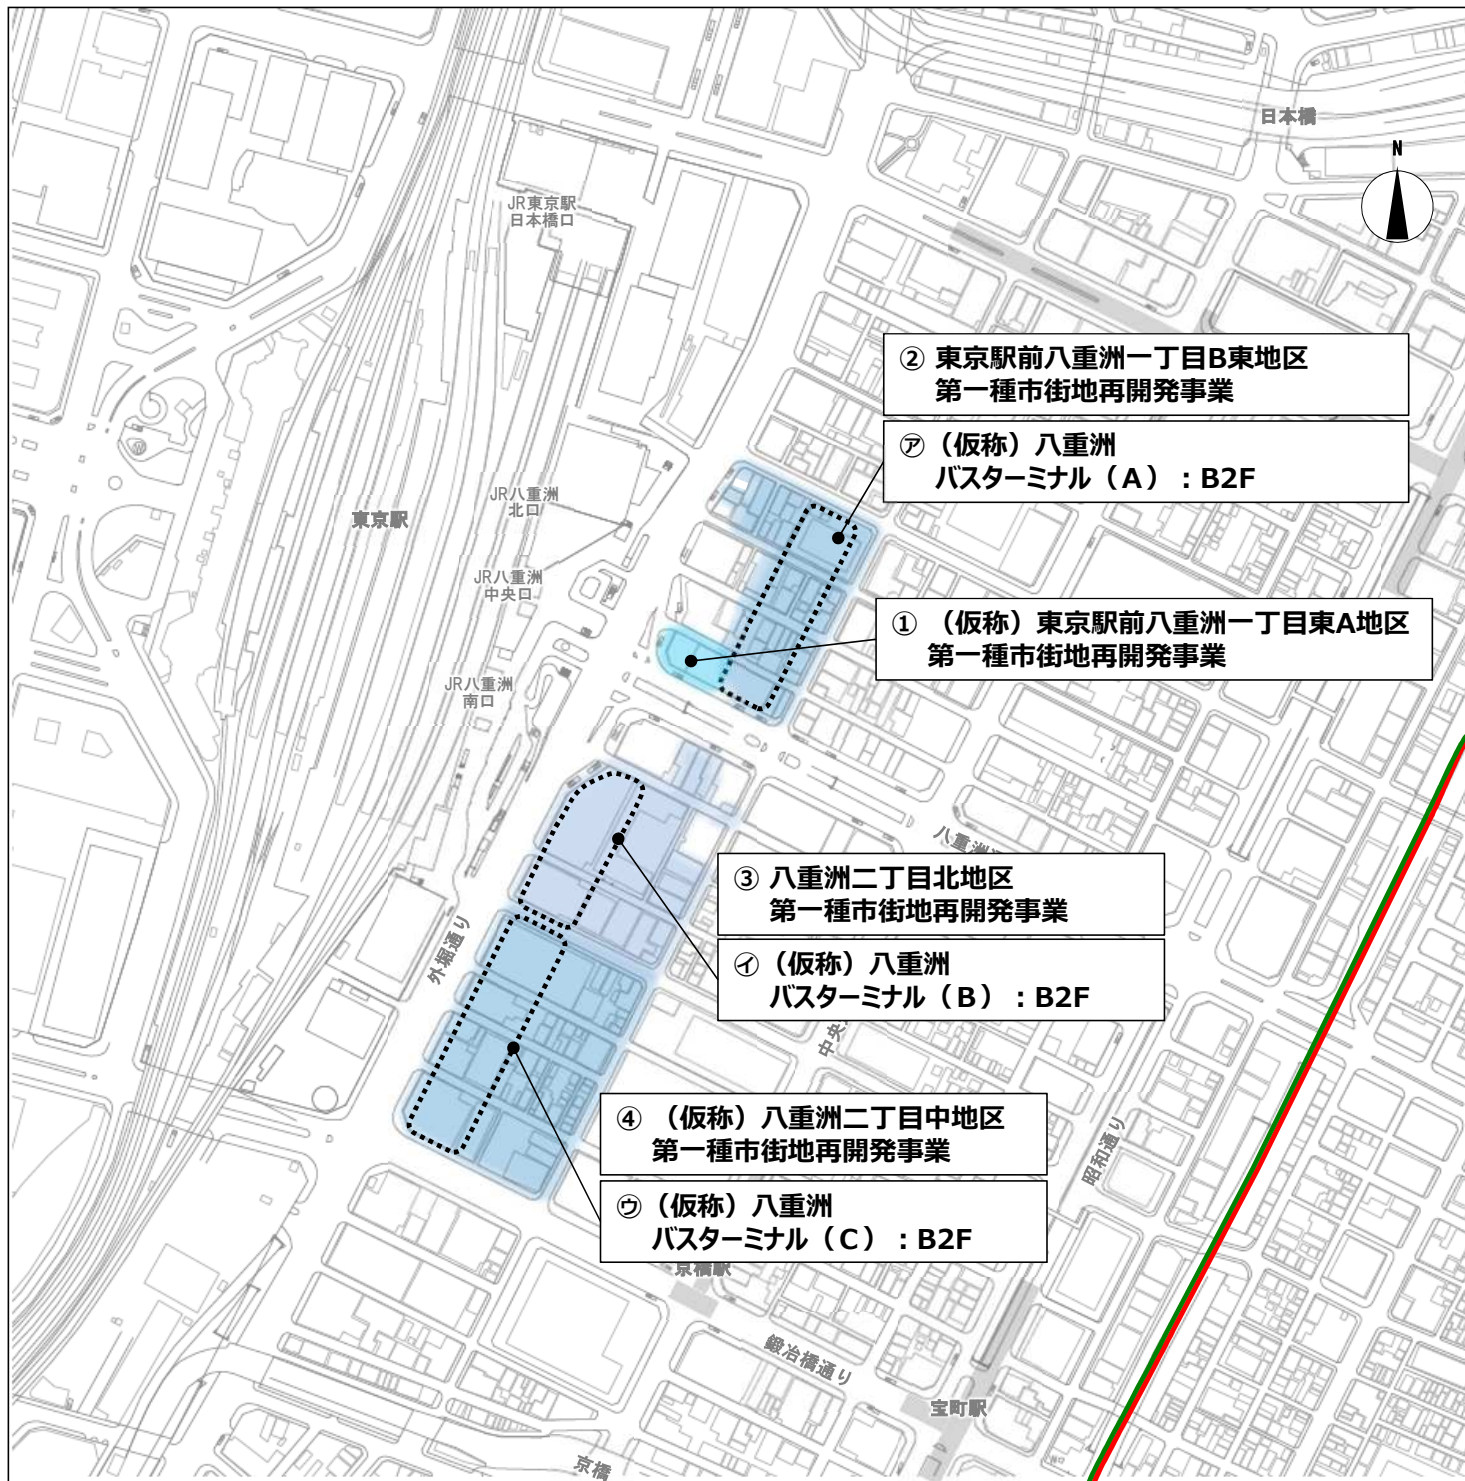 日本橋
N
JR東京駅
日本橋口
② 東京駅前八重洲一丁目B東地区
第一種市街地再開発事業
㋐（仮称）八重洲
バスターミナル（A）：B2F
JR八重洲
北口
東京駅
JR八重洲
中央口
① （仮称）東京駅前八重洲一丁目東A地区
第一種市街地再開発事業
JR八重洲
南口
八重洲
③ 八重洲二丁目北地区
第一種市街地再開発事業
外堀通り
㋑（仮称）八重洲
バスターミナル（B）：B2F
中央
④ （仮称）八重洲二丁目中地区
第一種市街地再開発事業
昭和通り
㋒（仮称）八重洲
バスターミナル（C）：B2F
京橋駅
鍛冶橋通り
宝町駅
京橋